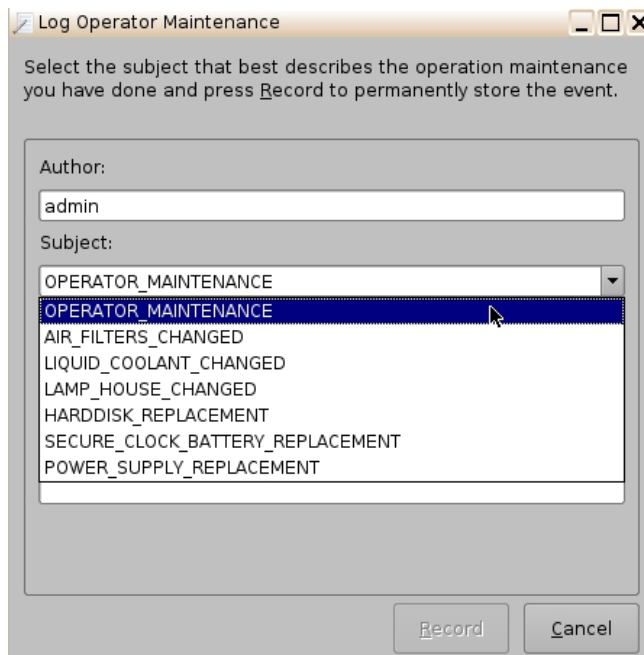 Log Operator Maintenance
Select the subject that best describes the operation maintenance
you have done and press Record to permanently store the event.
Author:
admin
Subject:
OPERATOR_MAINTENANCE
OPERATOR_MAINTENANCE
AIR_FILTERS_CHANGED
LIQUID_COOLANT_CHANGED
LAMP_HOUSE_CHANGED
HARDDISK_REPLACEMENT
SECURE_CLOCK_BATTERY_REPLACEMENT
POWER_SUPPLY_REPLACEMENT
Record Cancel